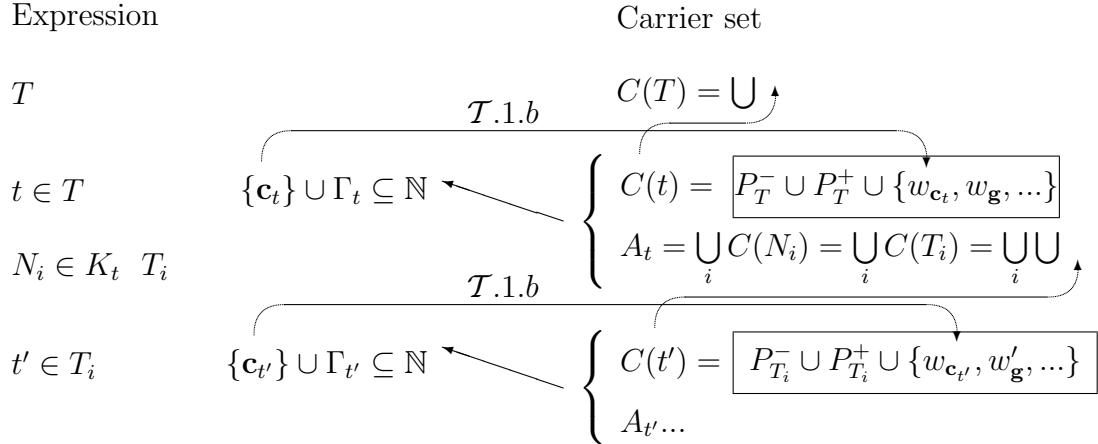 Expression Carrier set
T C(T) = ⋃
𝒯.1.b
t ∈ T {𝐜_t} ∪ Γ_t ⊆ ℕ C(t) = P_T^- ∪ P_T^+ ∪ {w_{𝐜_t}, w_𝐠, ...}
N_i ∈ K_t T_i A_t = ⋃_i C(N_i) = ⋃_i C(T_i) = ⋃_i ⋃
𝒯.1.b
t′ ∈ T_i {𝐜_{t′}} ∪ Γ_{t′} ⊆ ℕ C(t′) = P_{T_i}^- ∪ P_{T_i}^+ ∪ {w_{𝐜_{t′}}, w′_𝐠, ...}
A_{t′}...